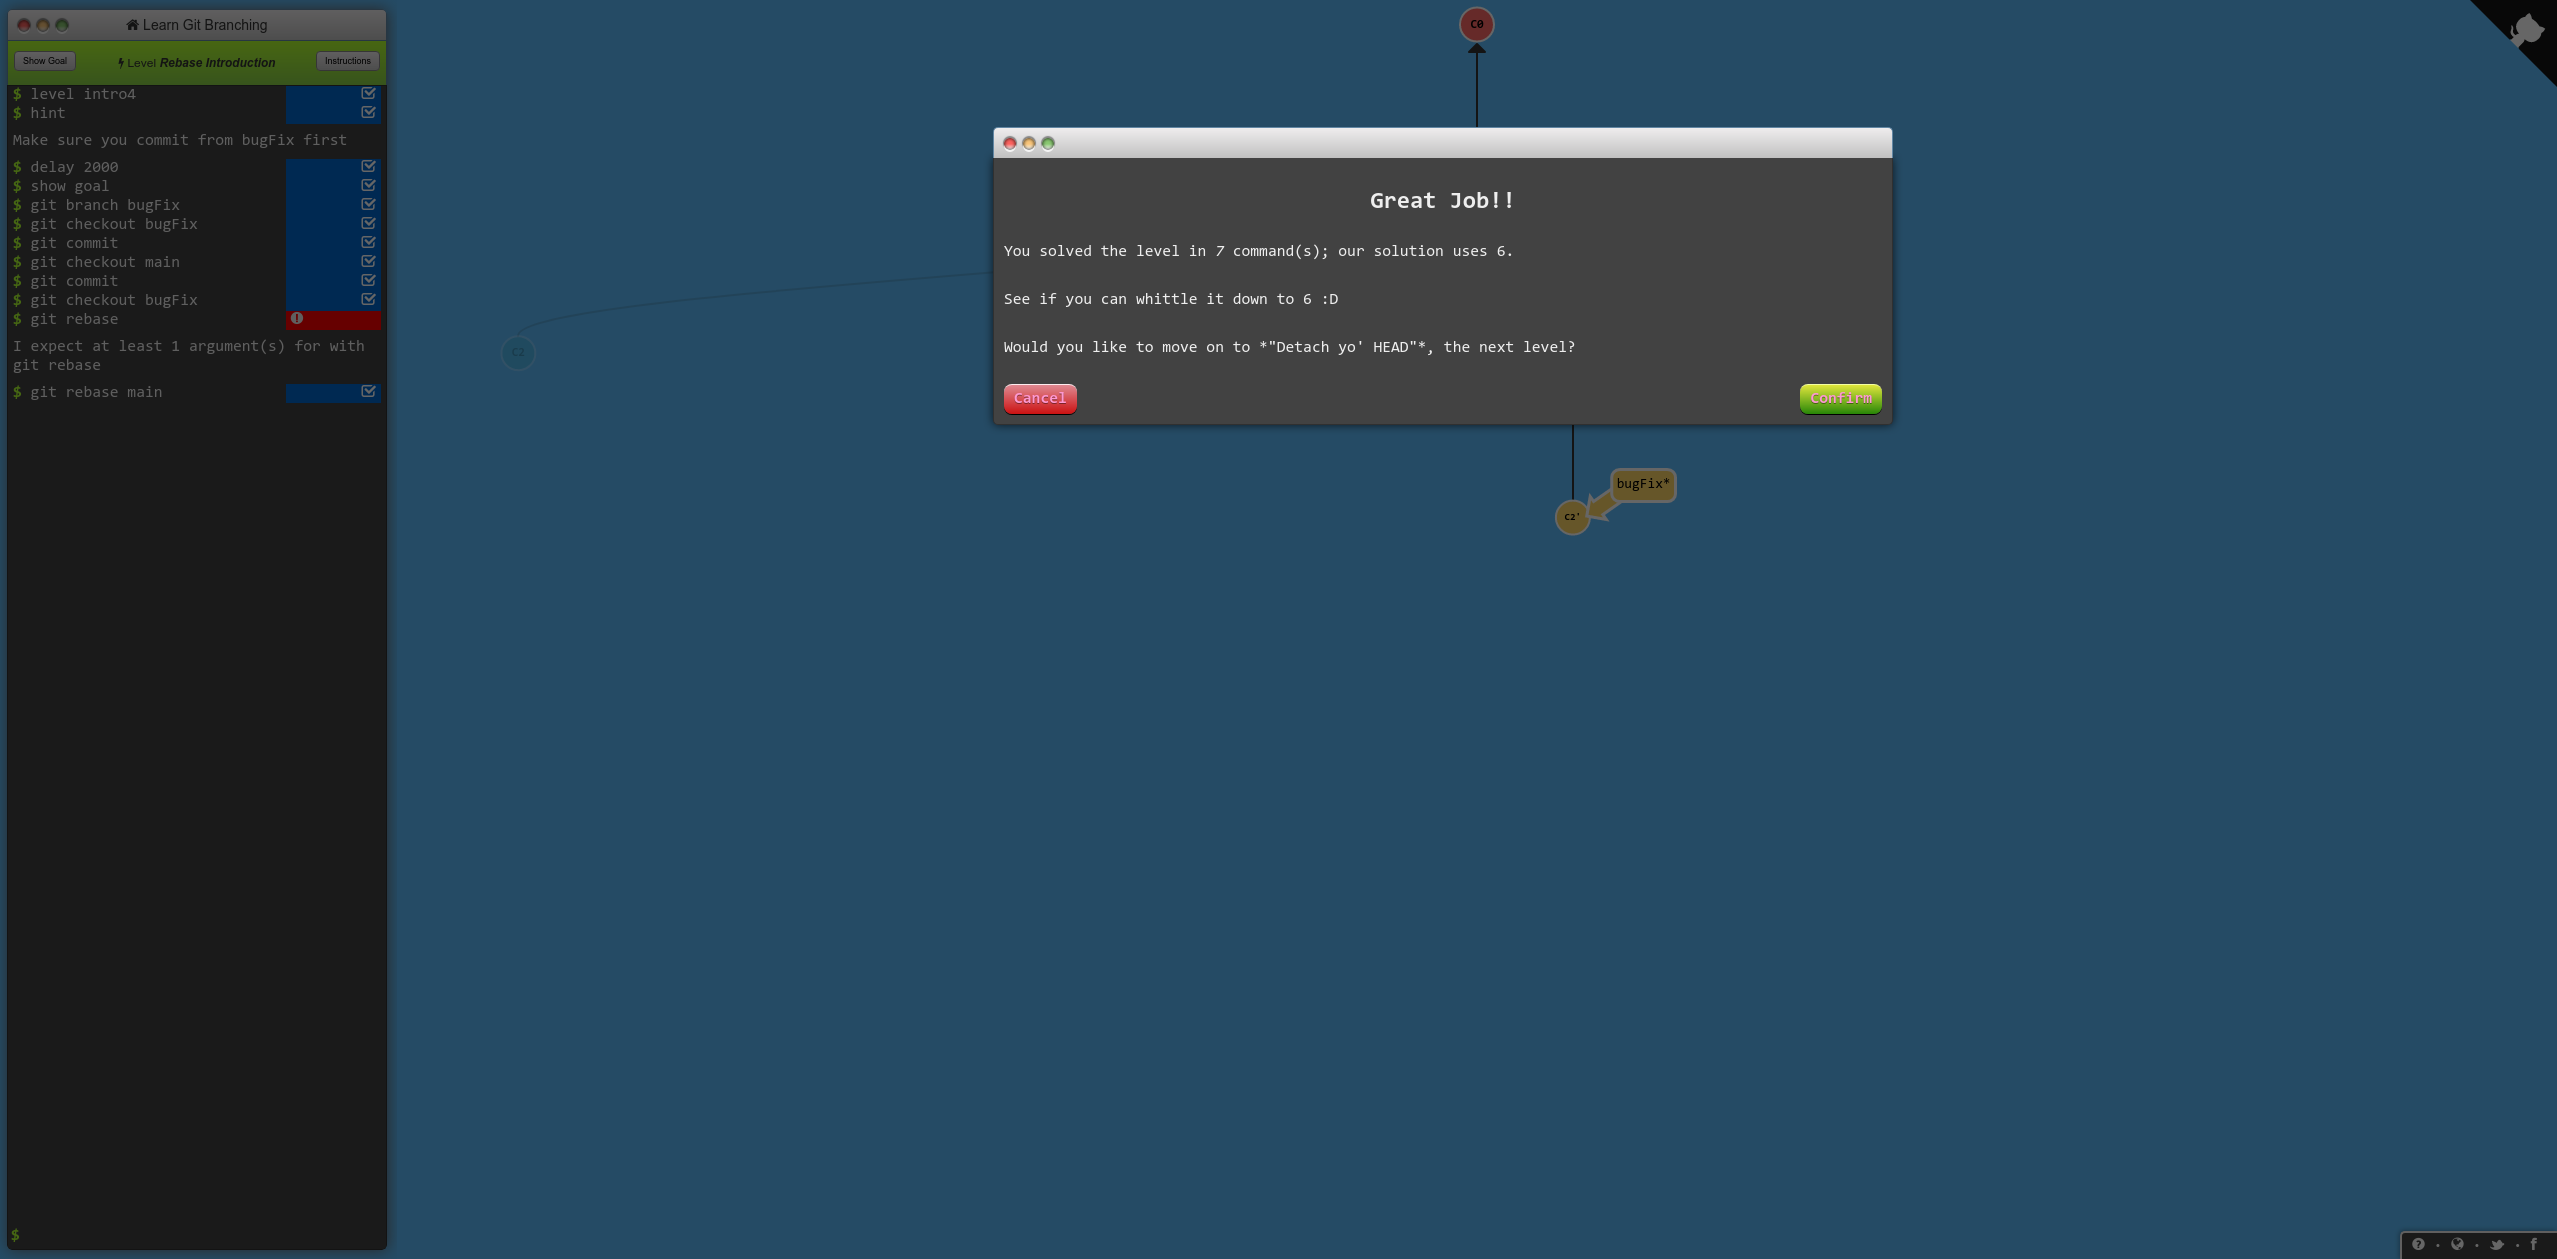 Learn Git Branching
Show Goal
Level Rebase Introduction
Instructions
$ level intro4
$ hint
Make sure you commit from bugFix first
$ delay 2000
$ show goal
$ git branch bugFix
$ git checkout bugFix
$ git commit
$ git checkout main
$ git commit
$ git checkout bugFix
$ git rebase
I expect at least 1 argument(s) for with
git rebase
$ git rebase main
$
C0
C2
Great Job!!
You solved the level in 7 command(s); our solution uses 6.
See if you can whittle it down to 6 :D
Would you like to move on to *"Detach yo' HEAD"*, the next level?
Cancel
Confirm
bugFix*
C2'